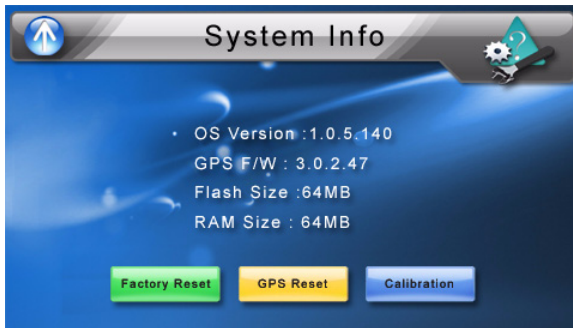 System Info
OS Version :1.0.5.140
GPS F/W : 3.0.2.47
Flash Size :64MB
RAM Size : 64MB
Factory Reset GPS Reset Calibration